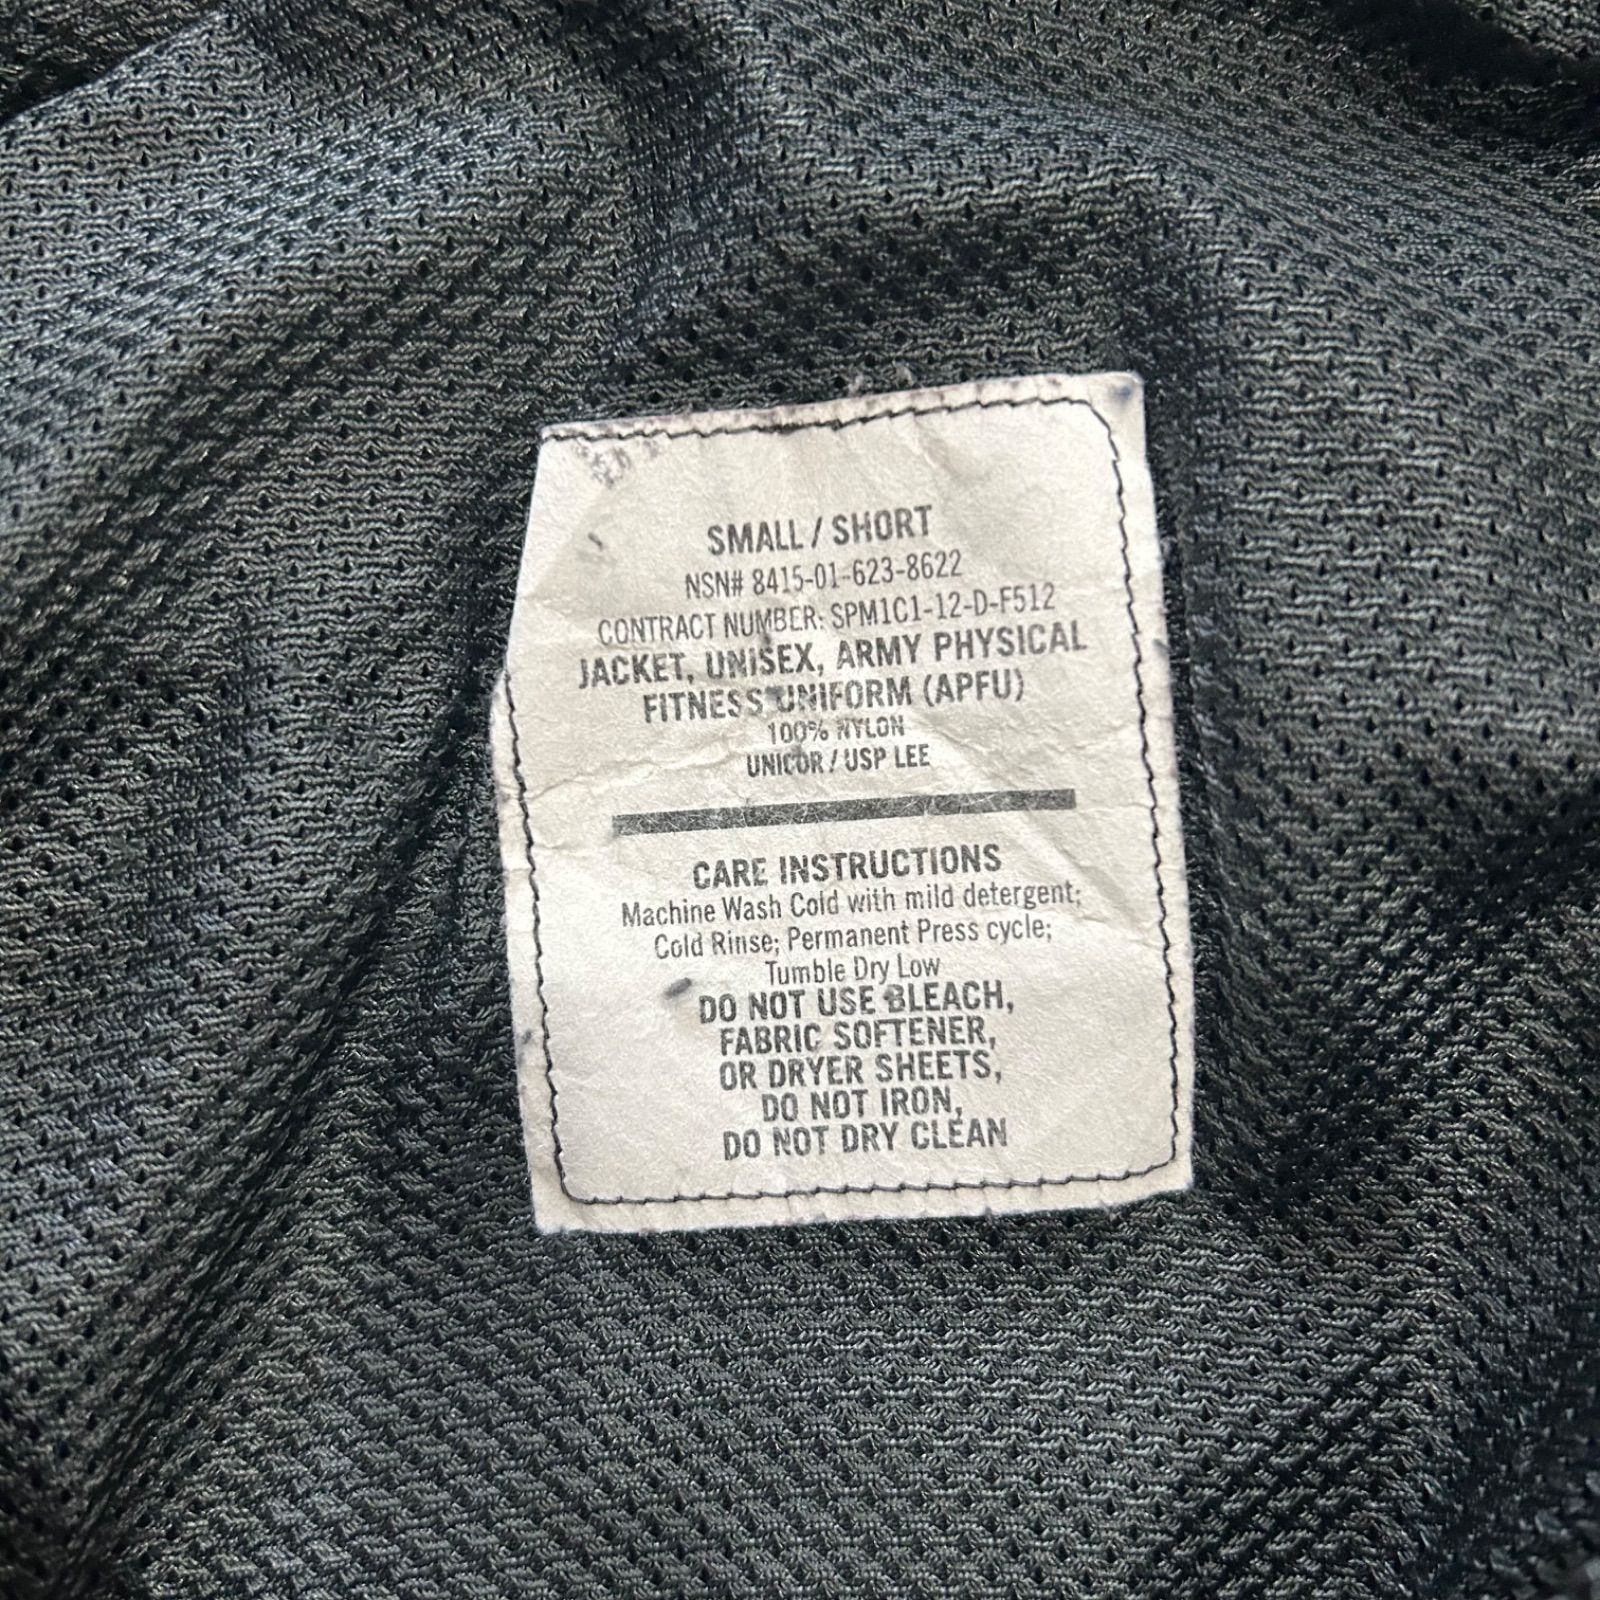 SMALL / SHORT
NSN# 8415-01-623-8622
CONTRACT NUMBER: SPM1C1-12-D-F512
JACKET, UNISEX, ARMY PHYSICAL
FITNESS UNIFORM (APFU)
100% NYLON
UNICOR / USP LEE
CARE INSTRUCTIONS
Machine Wash Cold with mild detergent;
Cold Rinse; Permanent Press cycle;
Tumble Dry Low
DO NOT USE BLEACH,
FABRIC SOFTENER,
OR DRYER SHEETS,
DO NOT IRON,
DO NOT DRY CLEAN